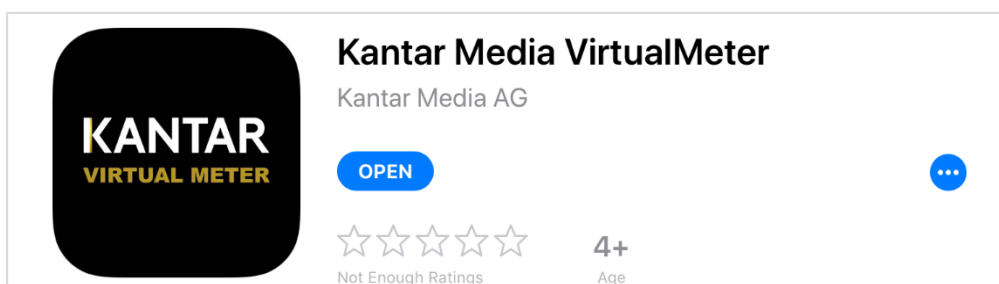 KANTAR
VIRTUAL METER
Kantar Media VirtualMeter
Kantar Media AG
OPEN
4+
Not Enough Ratings
Age